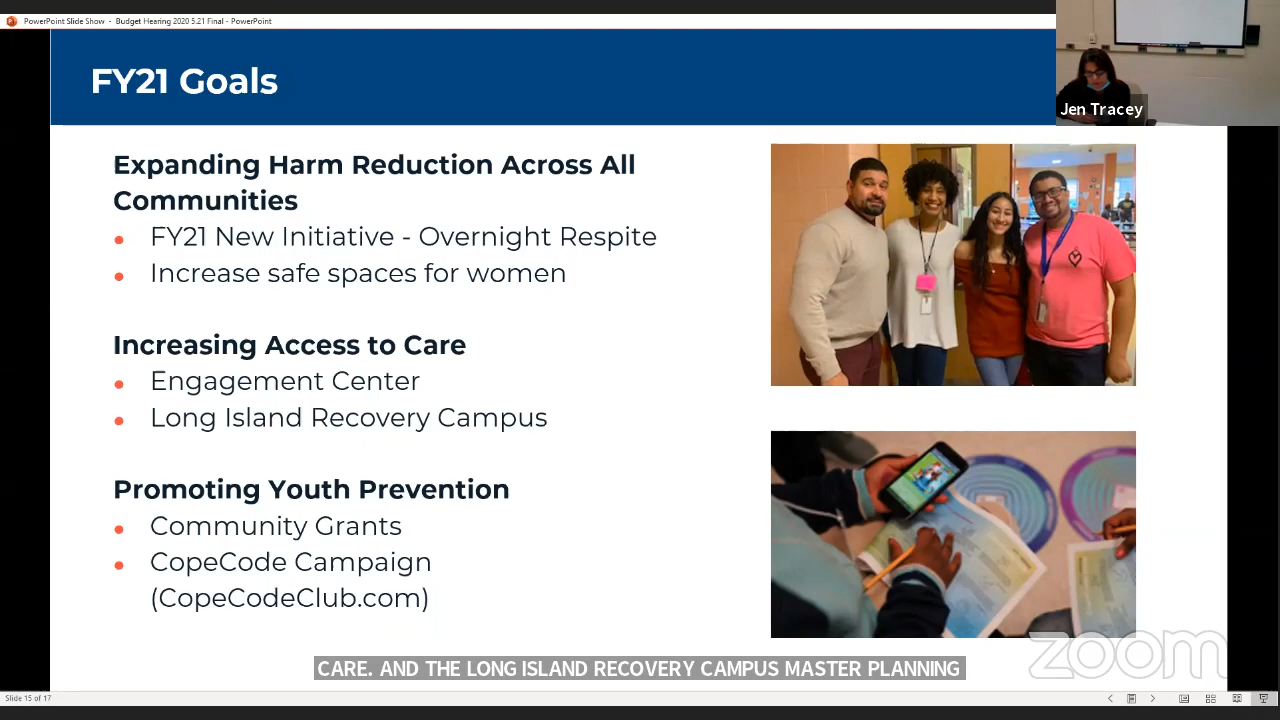 PowerPoint Slide Show - Budget Hearing 2020 5.21 Final - PowerPoint
FY21 Goals
Jen Tracey
Expanding Harm Reduction Across All
Communities
• FY21 New Initiative - Overnight Respite
• Increase safe spaces for women
Increasing Access to Care
• Engagement Center
• Long Island Recovery Campus
Promoting Youth Prevention
• Community Grants
• CopeCode Campaign
(CopeCodeClub.com)
zoom
CARE. AND THE LONG ISLAND RECOVERY CAMPUS MASTER PLANNING
Slide 15 of 17